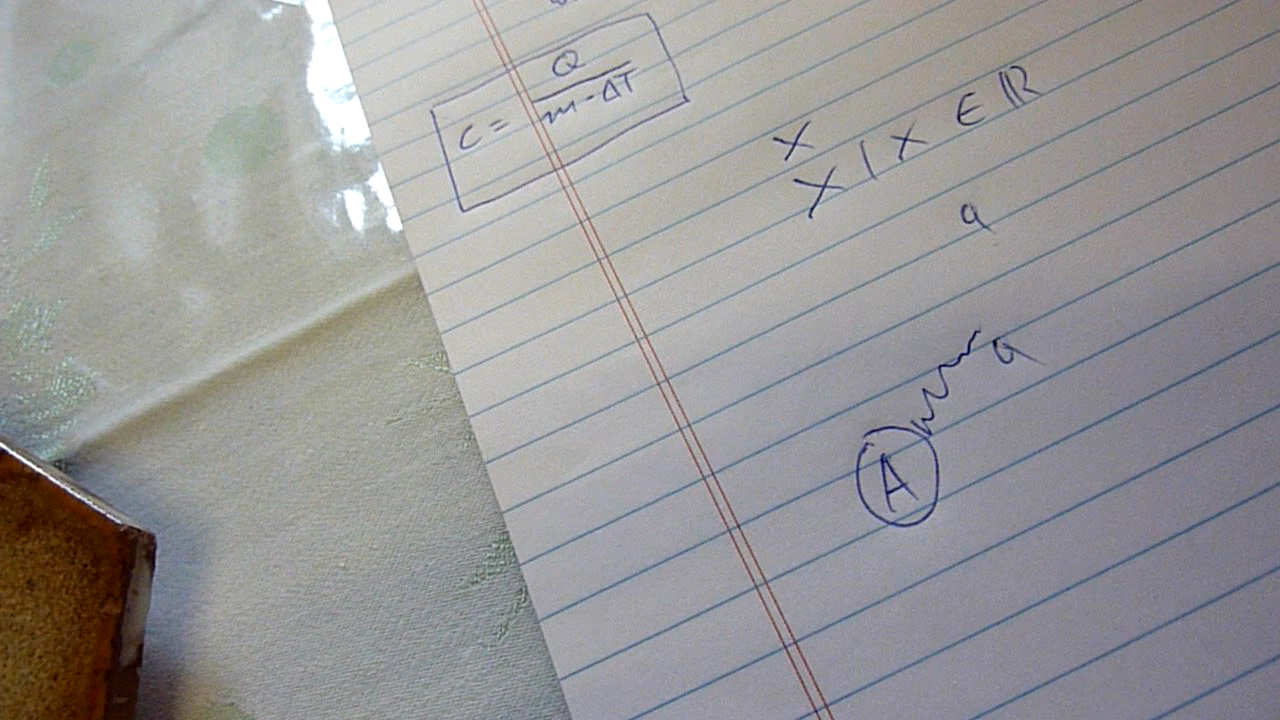 C = Q / m · ΔT
X
X | X ∈ ℝ
a
a
A